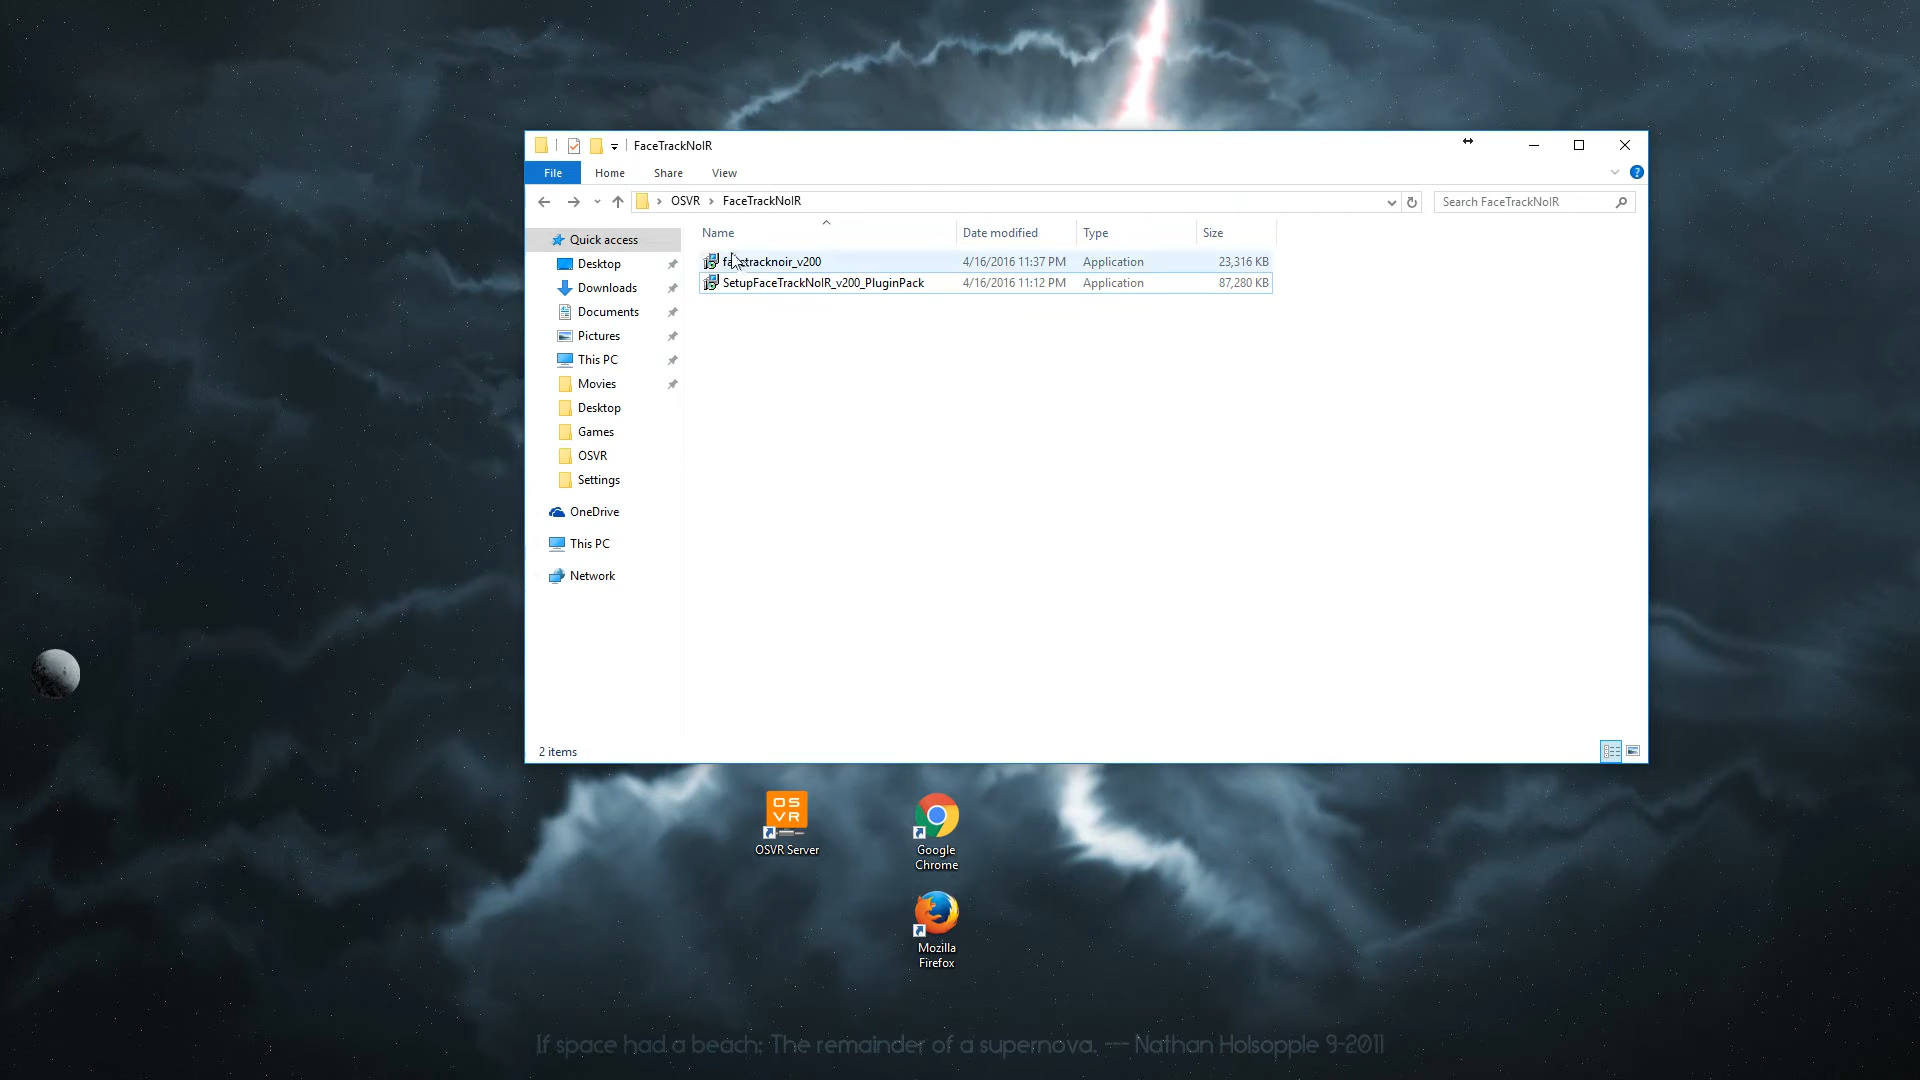 FaceTrackNoIR
File Home Share View
OSVR FaceTrackNoIR
Search FaceTrackNoIR
Name Date modified Type Size
facetracknoir_v200 4/16/2016 11:37 PM Application 23,316 KB
SetupFaceTrackNoIR_v200_PluginPack 4/16/2016 11:12 PM Application 87,280 KB
Quick access
Desktop
Downloads
Documents
Pictures
This PC
Movies
Desktop
Games
OSVR
Settings
OneDrive
This PC
Network
2 items
OS
VR
OSVR Server
Google
Chrome
Mozilla
Firefox
If space had a beach: The remainder of a supernova. --- Nathan Holsopple 9-2011